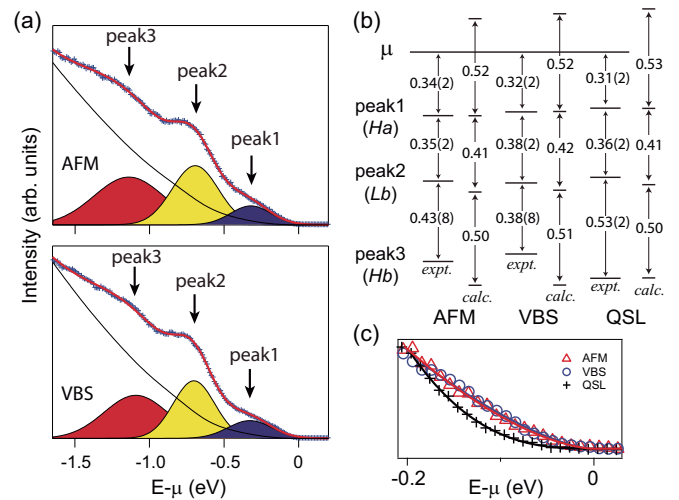 (a)
peak3
peak2
peak1
AFM
peak3
peak2
peak1
VBS
Intensity (arb. units)
-1.5 -1.0 -0.5 0
E-μ (eV)
(b)
μ
0.34(2) 0.52 0.32(2) 0.52 0.31(2) 0.53
peak1
(Ha)
0.35(2) 0.41 0.38(2) 0.42 0.36(2) 0.41
peak2
(Lb)
0.43(8) 0.50 0.38(8) 0.51 0.53(2) 0.50
peak3
(Hb)
expt. calc. expt. calc. expt. calc.
AFM VBS QSL
(c)
AFM
VBS
QSL
-0.2 0
E-μ (eV)